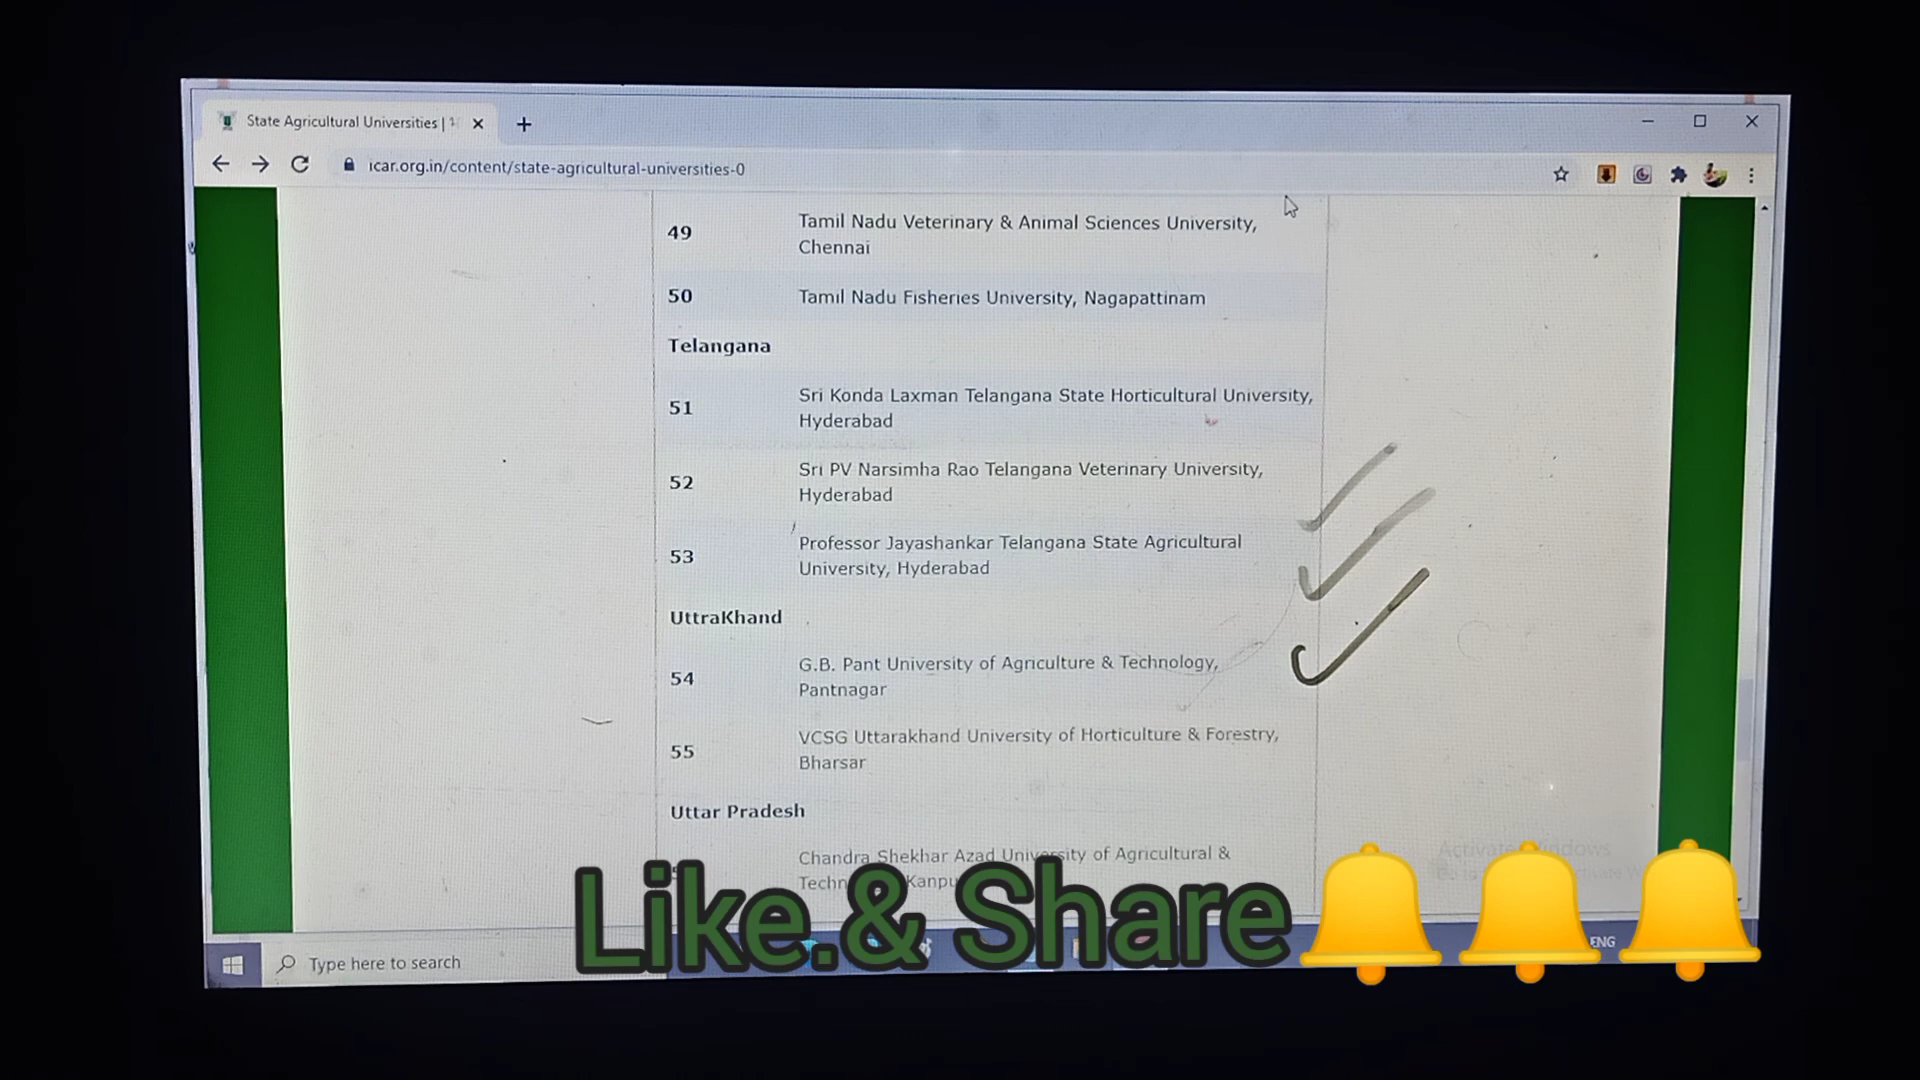 State Agricultural Universities |
icar.org.in/content/state-agricultural-universities-0
49
Tamil Nadu Veterinary & Animal Sciences University,
Chennai
50
Tamil Nadu Fisheries University, Nagapattinam
Telangana
51
Sri Konda Laxman Telangana State Horticultural University,
Hyderabad
52
Sri PV Narsimha Rao Telangana Veterinary University,
Hyderabad
53
Professor Jayashankar Telangana State Agricultural
University, Hyderabad
UttraKhand
54
G.B. Pant University of Agriculture & Technology,
Pantnagar
55
VCSG Uttarakhand University of Horticulture & Forestry,
Bharsar
Uttar Pradesh
Chandra Shekhar Azad University of Agricultural &
Activate Windows
Like.& Share
Type here to search
ENG